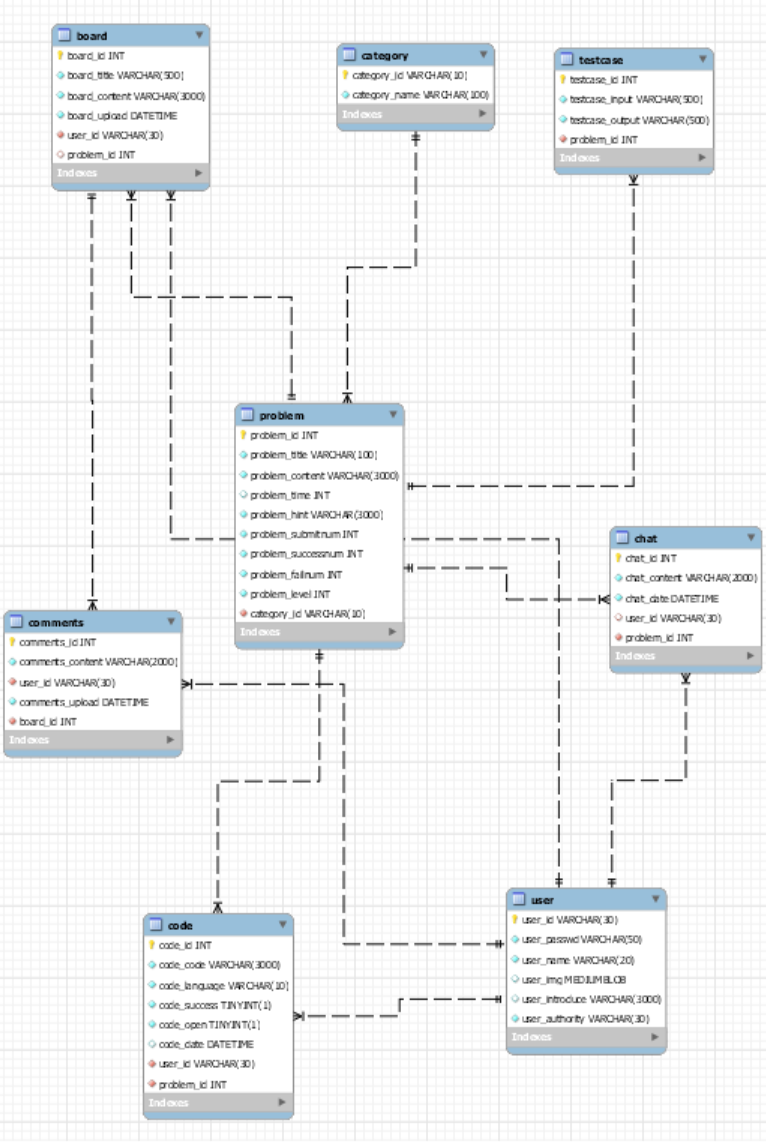 board
board_id INT
board_title VARCHAR(500)
board_content VARCHAR(3000)
board_upload DATETIME
user_id VARCHAR(30)
problem_id INT
Indexes
category
category_id VARCHAR(10)
category_name VARCHAR(100)
Indexes
testcase
testcase_id INT
testcase_input VARCHAR(500)
testcase_output VARCHAR(500)
problem_id INT
Indexes
problem
problem_id INT
problem_title VARCHAR(100)
problem_content VARCHAR(3000)
problem_time INT
problem_hint VARCHAR(3000)
problem_submitnum INT
problem_successnum INT
problem_failnum INT
problem_level INT
category_id VARCHAR(10)
Indexes
chat
chat_id INT
chat_content VARCHAR(2000)
chat_date DATETIME
user_id VARCHAR(30)
problem_id INT
Indexes
comments
comments_id INT
comments_content VARCHAR(2000)
user_id VARCHAR(30)
comments_upload DATETIME
board_id INT
Indexes
code
code_id INT
code_code VARCHAR(3000)
code_language VARCHAR(10)
code_success TINYINT(1)
code_open TINYINT(1)
code_date DATETIME
user_id VARCHAR(30)
problem_id INT
Indexes
user
user_id VARCHAR(30)
user_passwd VARCHAR(50)
user_name VARCHAR(20)
user_img MEDIUMBLOB
user_introduce VARCHAR(3000)
user_authority VARCHAR(30)
Indexes